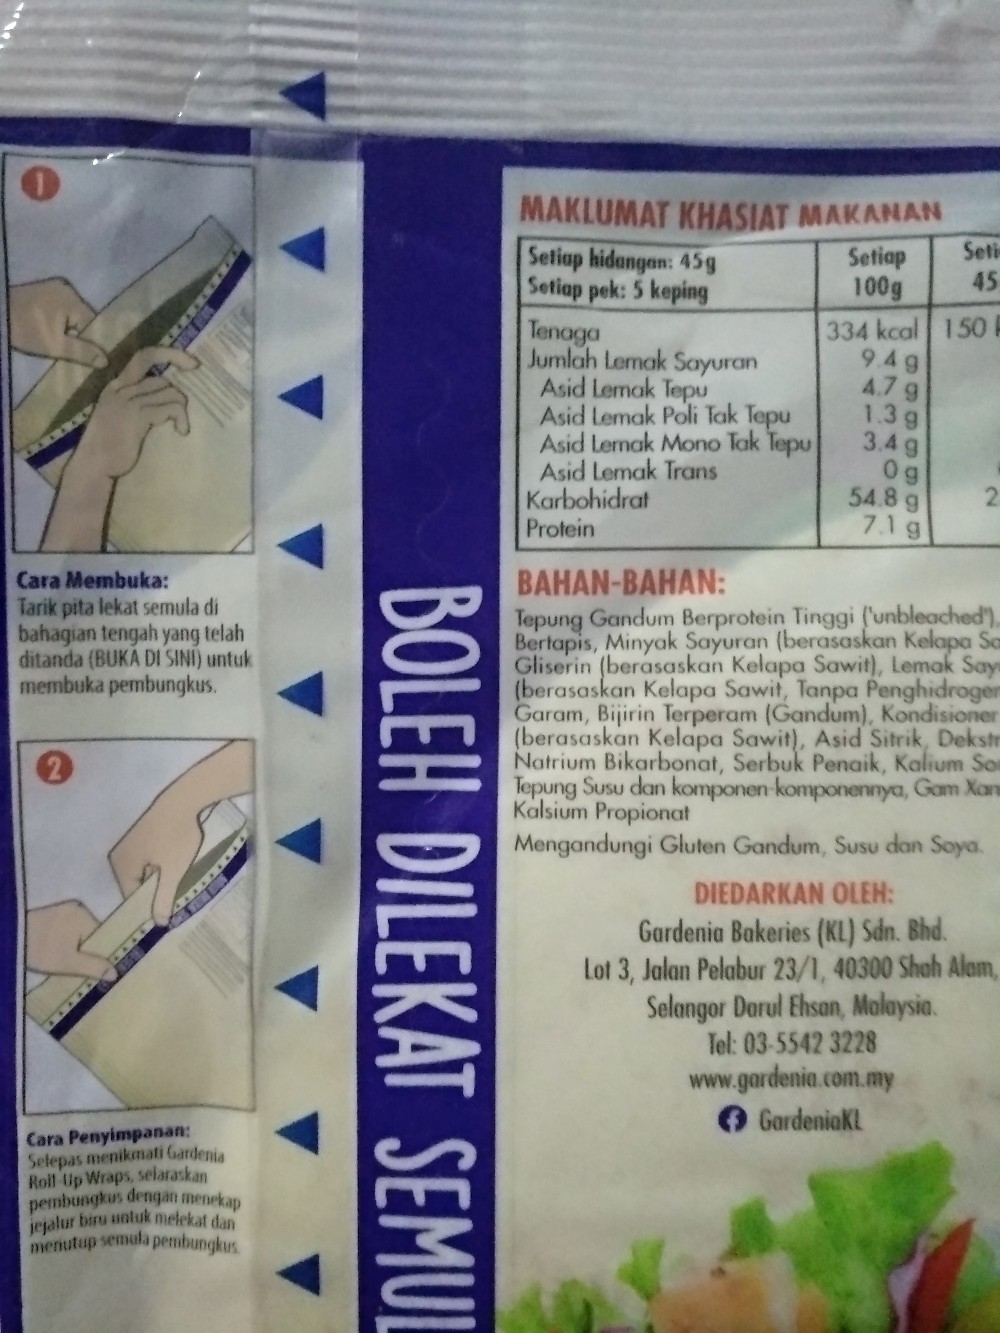 1
Cara Membuka:
Tarik pita lekat semula di
bahagian tengah yang telah
ditanda (BUKA DI SINI) untuk
membuka pembungkus.
2
Cara Penyimpanan:
Selepas menikmati Gardenia
Roll-Up Wraps, selaraskan
pembungkus dengan menekap
jejalur biru untuk melekat dan
menutup semula pembungkus.
BOLEH DILEKAT SEMUL
MAKLUMAT KHASIAT MAKANAN
Setiap hidangan: 45g Setiap Seti
Setiap pek: 5 keping 100g 45
Tenaga 334 kcal 150
Jumlah Lemak Sayuran 9.4 g
Asid Lemak Tepu 4.7 g
Asid Lemak Poli Tak Tepu 1.3 g
Asid Lemak Mono Tak Tepu 3.4 g
Asid Lemak Trans 0 g
Karbohidrat 54.8 g 2
Protein 7.1 g
BAHAN-BAHAN:
Tepung Gandum Berprotein Tinggi ('unbleached'),
Bertapis, Minyak Sayuran (berasaskan Kelapa Sa
Gliserin (berasaskan Kelapa Sawit), Lemak Say
(berasaskan Kelapa Sawit, Tanpa Penghidrogen
Garam, Bijirin Terperam (Gandum), Kondisioner
(berasaskan Kelapa Sawit), Asid Sitrik, Dekstr
Natrium Bikarbonat, Serbuk Penaik, Kalium So
Tepung Susu dan komponen-komponennya, Gam Xan
Kalsium Propionat
Mengandungi Gluten Gandum, Susu dan Soya.
DIEDARKAN OLEH:
Gardenia Bakeries (KL) Sdn. Bhd.
Lot 3, Jalan Pelabur 23/1, 40300 Shah Alam,
Selangor Darul Ehsan, Malaysia.
Tel: 03-5542 3228
www.gardenia.com.my
GardeniaKL